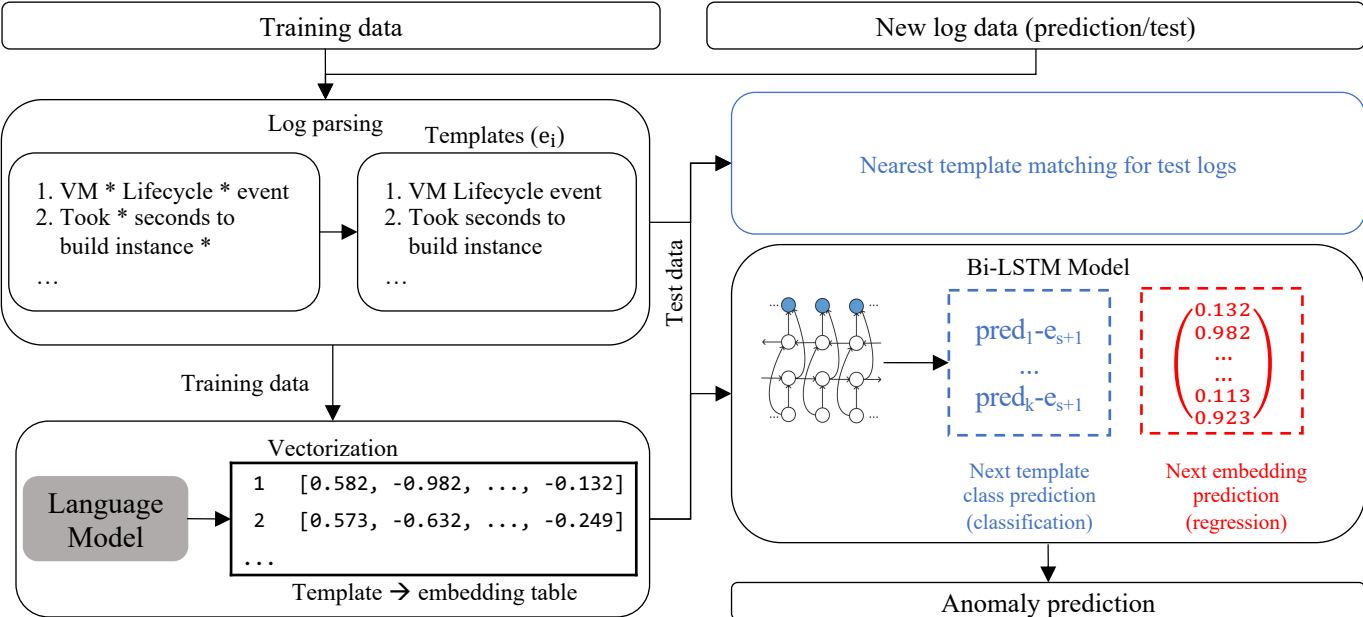 Training data
New log data (prediction/test)
Log parsing
Templates (eᵢ)
1. VM * Lifecycle * event
2. Took * seconds to
build instance *
…
1. VM Lifecycle event
2. Took seconds to
build instance
…
Nearest template matching for test logs
Test data
Training data
Bi-LSTM Model
...
...
...
...
pred₁-eₛ₊₁
...
predₖ-eₛ₊₁
0.132
0.982
...
...
0.113
0.923
Next template
class prediction
(classification)
Next embedding
prediction
(regression)
Vectorization
Language
Model
1 [0.582, -0.982, ..., -0.132]
2 [0.573, -0.632, ..., -0.249]
...
Template → embedding table
Anomaly prediction